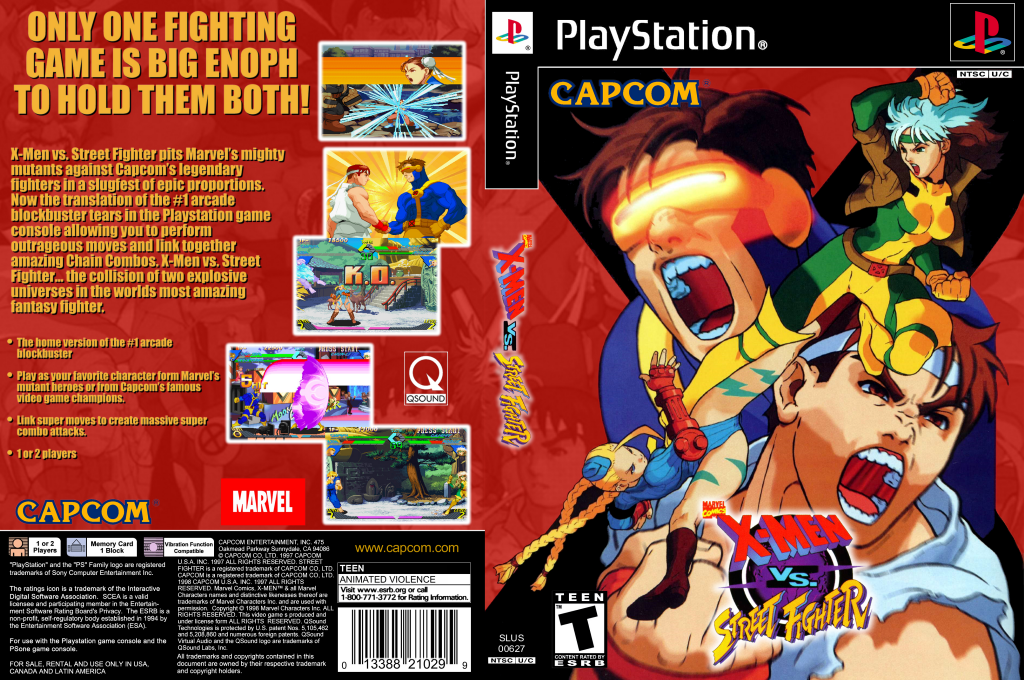 ONLY ONE FIGHTING
GAME IS BIG ENOPH
TO HOLD THEM BOTH!
X-Men vs. Street Fighter pits Marvel's mighty
mutants against Capcom's legendary
fighters in a slugfest of epic proportions.
Now the translation of the #1 arcade
blockbuster tears in the Playstation game
console allowing you to perform
outrageous moves and link together
amazing Chain Combos. X-Men vs. Street
Fighter... the collision of two explosive
universes in the worlds most amazing
fantasy fighter.
• The home version of the #1 arcade
blockbuster
• Play as your favorite character form Marvel's
mutant heroes or from Capcom's famous
video game champions.
• Link super moves to create massive super
combo attacks.
• 1 or 2 players
K.O.
PRESS START
PRESS START
Q
QSOUND
CAPCOM
MARVEL
1 or 2
Players
Memory Card
1 Block
Vibration Function
Compatible
"PlayStation" and the "PS" Family logo are registered
trademarks of Sony Computer Entertainment Inc.
The ratings icon is a trademark of the Interactive
Digital Software Association. SCEA is a valid
licensee and participating member in the Entertain-
ment Software Rating Board's Privacy. The ESRB is a
non-profit, self-regulatory body established in 1994 by
the Entertainment Software Association (ESA).
For use with the Playstation game console and the
PSone game console.
FOR SALE, RENTAL AND USE ONLY IN USA,
CANADA AND LATIN AMERICA
CAPCOM ENTERTAINMENT, INC. 475
Oakmead Parkway Sunnydale, CA 94086
© CAPCOM CO, LTD. 1997 CAPCOM
U.S.A. INC. 1997 ALL RIGHTS RESERVED. STREET
FIGHTER is a registered trademark of CAPCOM CO, LTD.
CAPCOM is a registered trademark of CAPCOM CO, LTD.
1998 CAPCOM U.S.A. INC. 1997 ALL RIGHTS
RESERVED. Marvel Comics, X-MEN™ & all Marvel
Characters names and distinctive likenesses thereof are
trademarks of Marvel Characters Inc. and are used with
permission. Copyright © 1998 Marvel Characters Inc. ALL
RIGHTS RESERVED. This video game s produced and
under license form ALL RIGHTS RESERVED. QSound
Technologies is protected by U.S. patent Nos. 5,105,462
and 5,208,860 and numerous foreign patents. QSound
Virtual Audio and the QSound logo are trademarks of
QSound Labs, Inc.
All trademarks and copyrights contained in this
document are owned by their respective trademark
and copyright holders.
www.capcom.com
TEEN
ANIMATED VIOLENCE
Visit www.esrb.org or call
1-800-771-3772 for Rating Information.
0 13388 21029 9
PlayStation®
X-MEN
VS.
STREET FIGHTER
SLUS
00627
NTSC U/C
PlayStation®
NTSC U/C
CAPCOM
MARVEL
COMICS
X-MEN
VS.
STREET FIGHTER
TEEN
T
CONTENT RATED BY
ESRB